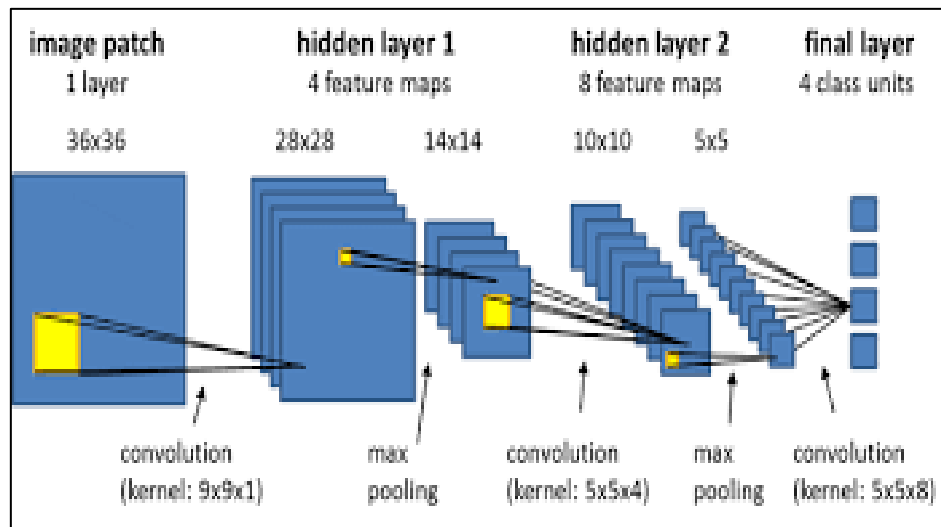 image patch
1 layer
36x36
hidden layer 1
4 feature maps
28x28
14x14
hidden layer 2
8 feature maps
10x10
5x5
final layer
4 class units
convolution
(kernel: 9x9x1)
max
pooling
convolution
(kernel: 5x5x4)
max
pooling
convolution
(kernel: 5x5x8)